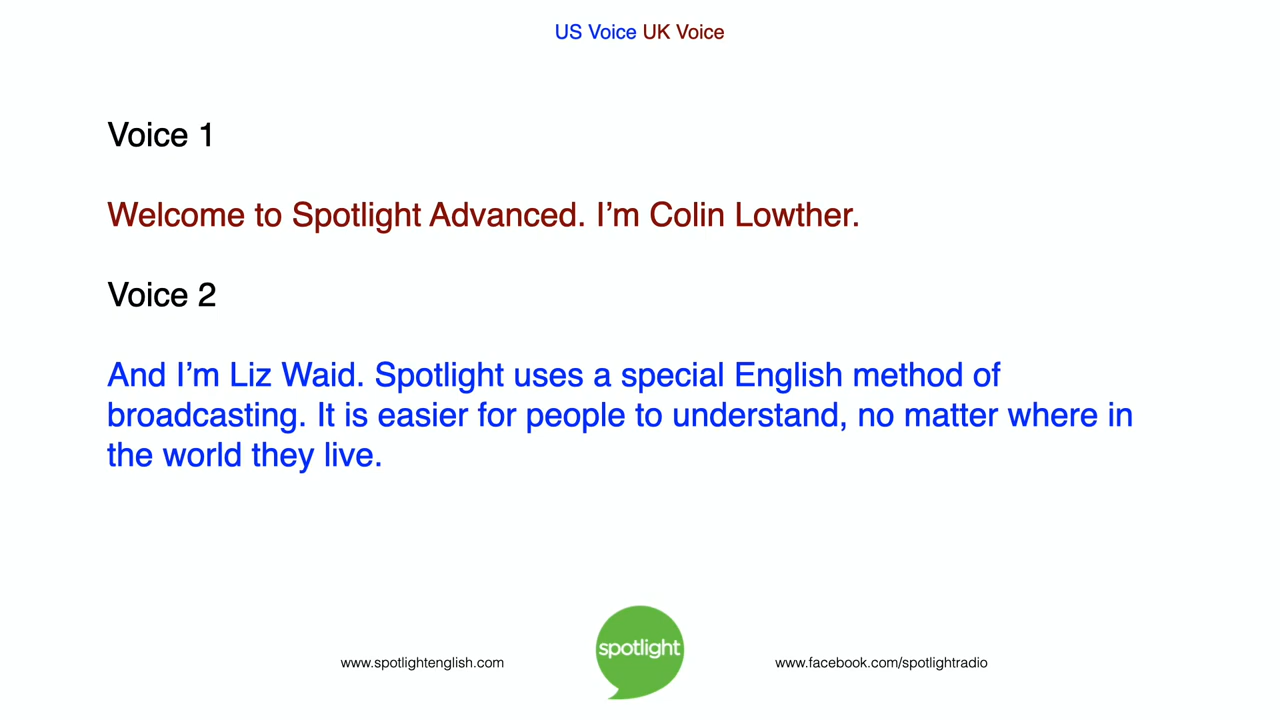 US Voice UK Voice
Voice 1
Welcome to Spotlight Advanced. I’m Colin Lowther.
Voice 2
And I’m Liz Waid. Spotlight uses a special English method of
broadcasting. It is easier for people to understand, no matter where in
the world they live.
www.spotlightenglish.com
spotlight
www.facebook.com/spotlightradio